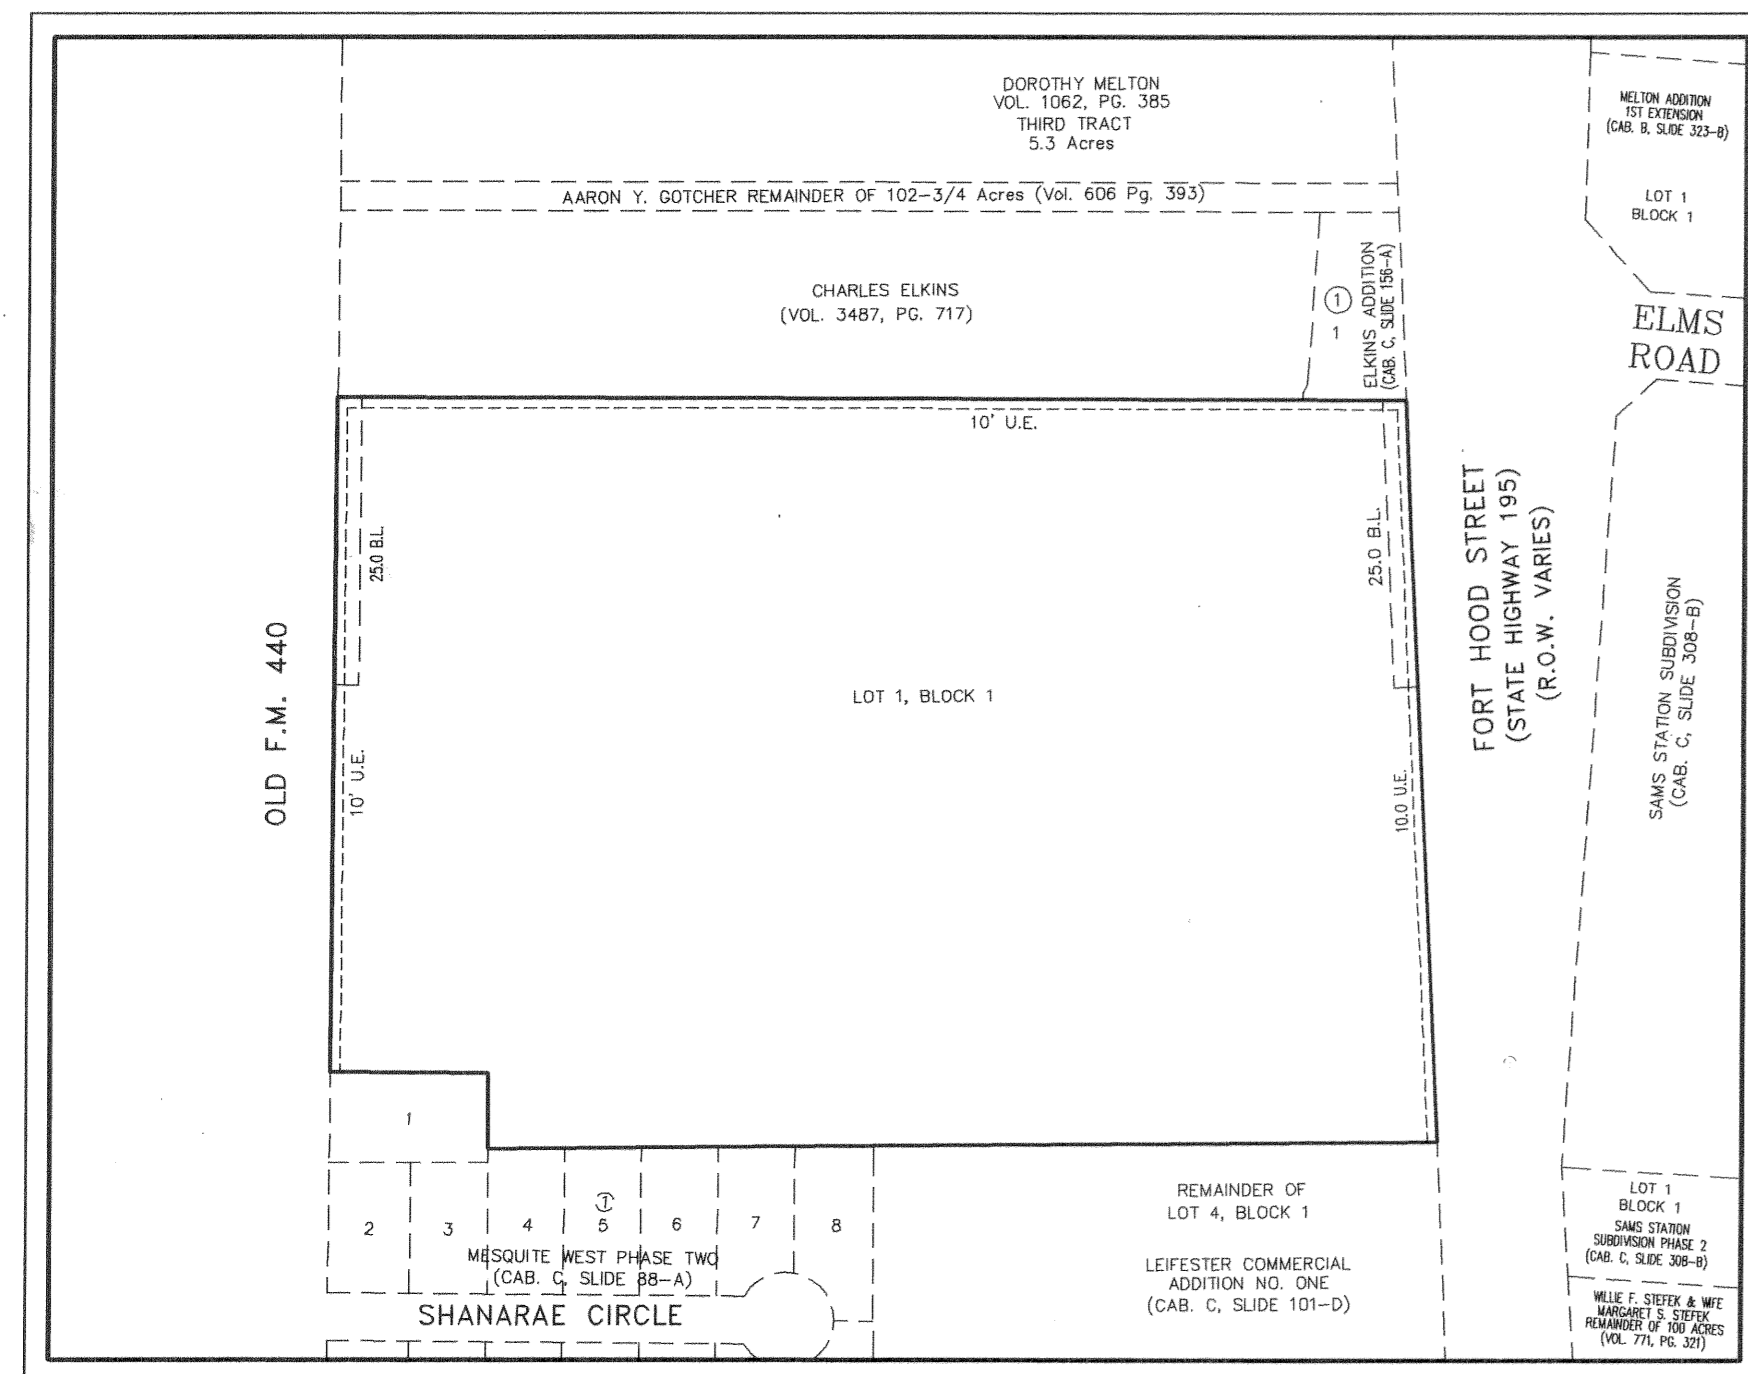 DOROTHY MELTON
VOL. 1062, PG. 385
THIRD TRACT
5.3 Acres
MELTON ADDITION
1ST EXTENSION
(CAB. B, SLIDE 323-B)
LOT 1
BLOCK 1
AARON Y. GOTCHER REMAINDER OF 102-3/4 Acres (Vol. 606 Pg. 393)
CHARLES ELKINS
(VOL. 3487, PG. 717)
1
1
ELKINS ADDITION
(CAB. C, SLIDE 156-A)
ELMS
ROAD
10' U.E.
25.0 B.L.
25.0 B.L.
OLD F.M. 440
10' U.E.
LOT 1, BLOCK 1
10.0 U.E.
FORT HOOD STREET
(STATE HIGHWAY 195)
(R.O.W. VARIES)
SAMS STATION SUBDIVISION
(CAB. C, SLIDE 308-B)
1
2
3
4
1
5
6
7
8
MESQUITE WEST PHASE TWO
(CAB. C, SLIDE 88-A)
SHANARAE CIRCLE
REMAINDER OF
LOT 4, BLOCK 1
LEIFESTER COMMERCIAL
ADDITION NO. ONE
(CAB. C, SLIDE 101-D)
LOT 1
BLOCK 1
SAMS STATION
SUBDIVISION PHASE 2
(CAB. C, SLIDE 308-B)
WILLIE F. STEFEK & WIFE
MARGARET S. STEFEK
REMAINDER OF 100 ACRES
(VOL. 771, PG. 321)